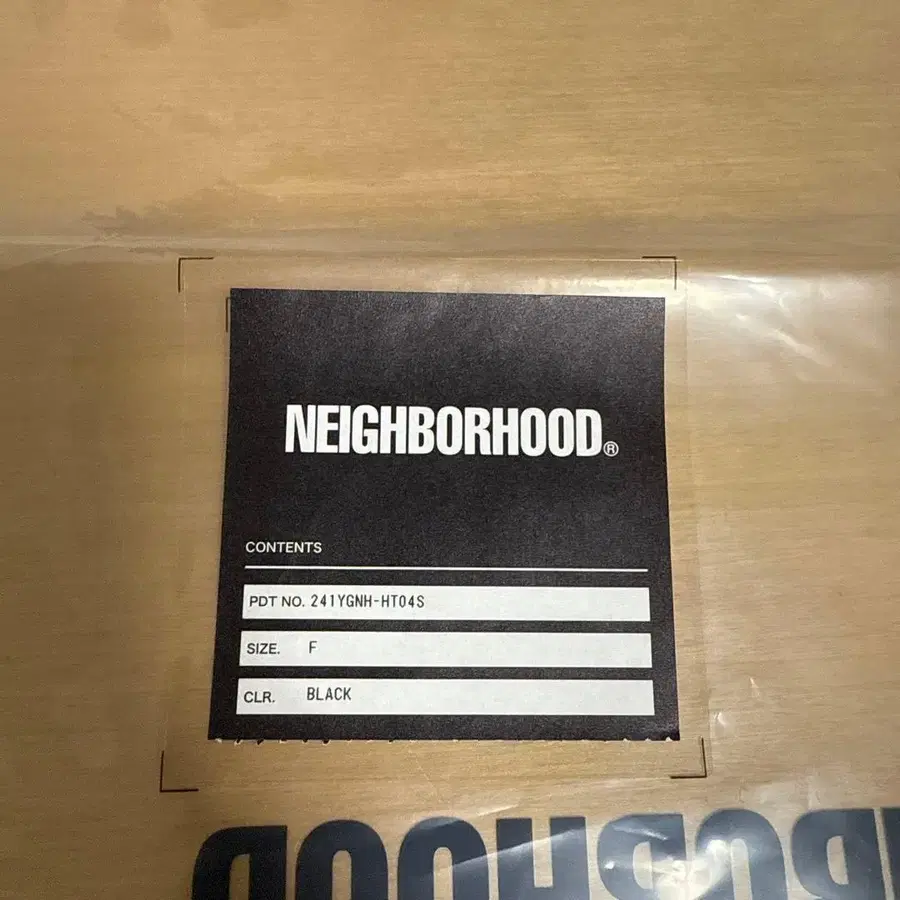 NEIGHBORHOOD®
CONTENTS
PDT NO. 241YGNH-HT04S
SIZE. F
CLR. BLACK